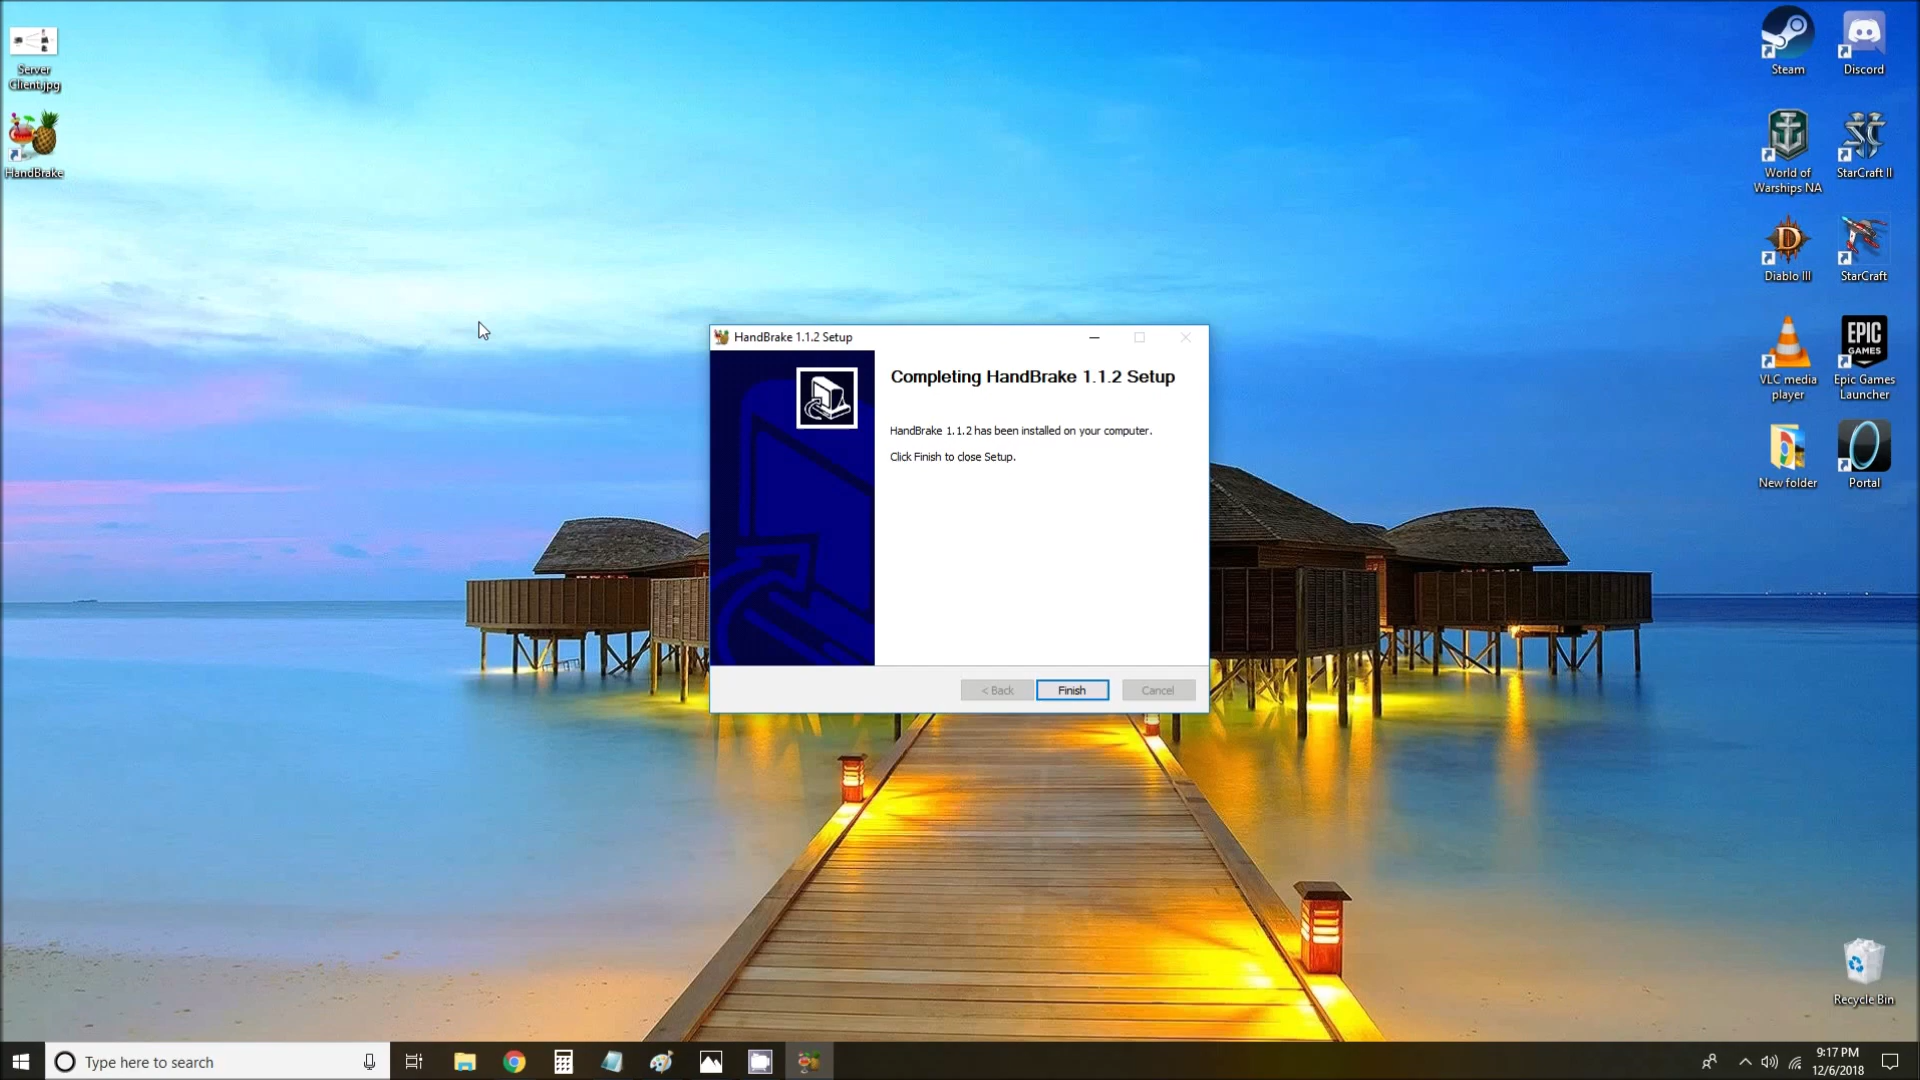 Server
Client.jpg
HandBrake
Steam
Discord
World of
Warships NA
StarCraft II
Diablo III
StarCraft
VLC media
player
EPIC
GAMES
Epic Games
Launcher
New folder
Portal
HandBrake 1.1.2 Setup
Completing HandBrake 1.1.2 Setup
HandBrake 1.1.2 has been installed on your computer.
Click Finish to close Setup.
< Back
Finish
Cancel
Recycle Bin
Type here to search
9:17 PM
12/6/2018